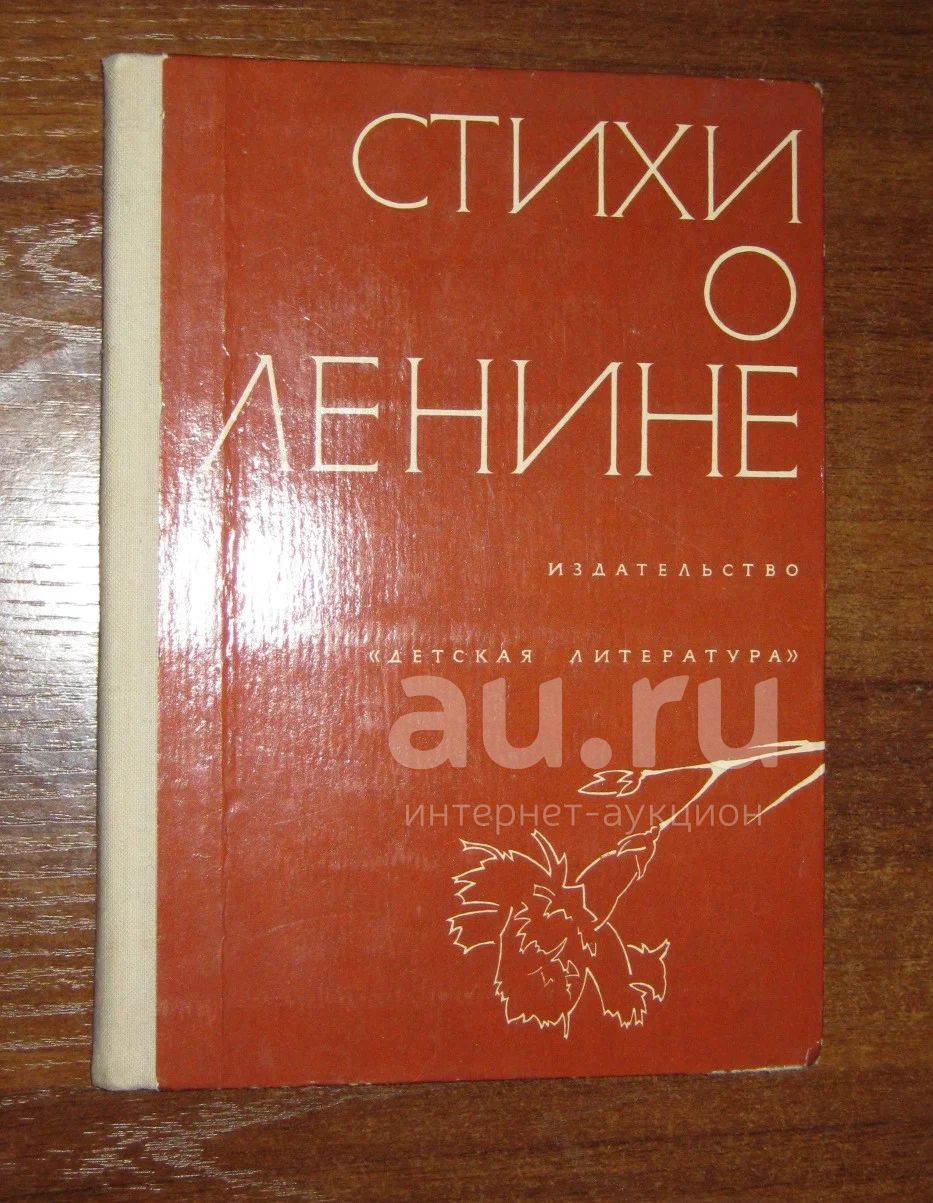 СТИХИ
О
ЛЕНИНЕ
ИЗДАТЕЛЬСТВО
«ДЕТСКАЯ ЛИТЕРАТУРА»
au.ru
интернет-аукцион